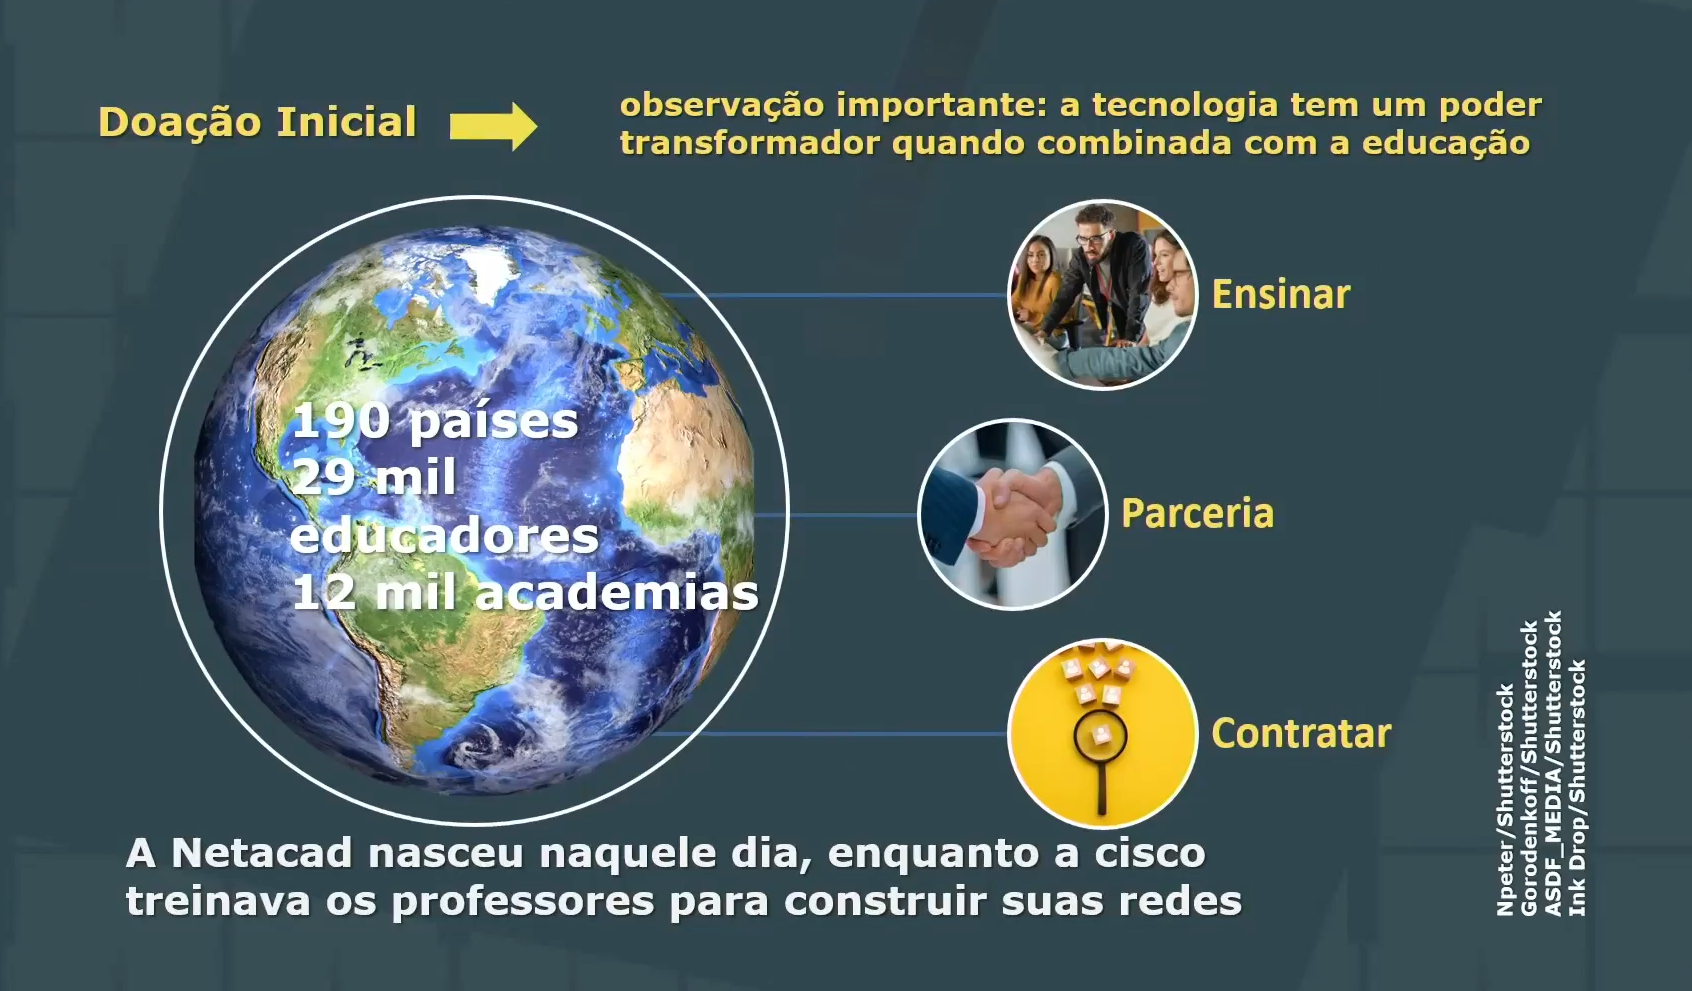 Doação Inicial
observação importante: a tecnologia tem um poder
transformador quando combinada com a educação
190 países
29 mil
educadores
12 mil academias
Ensinar
Parceria
Contratar
A Netacad nasceu naquele dia, enquanto a cisco
treinava os professores para construir suas redes
Npeter/Shutterstock
Gorodenkoff/Shutterstock
ASDF_MEDIA/Shutterstock
Ink Drop/Shutterstock